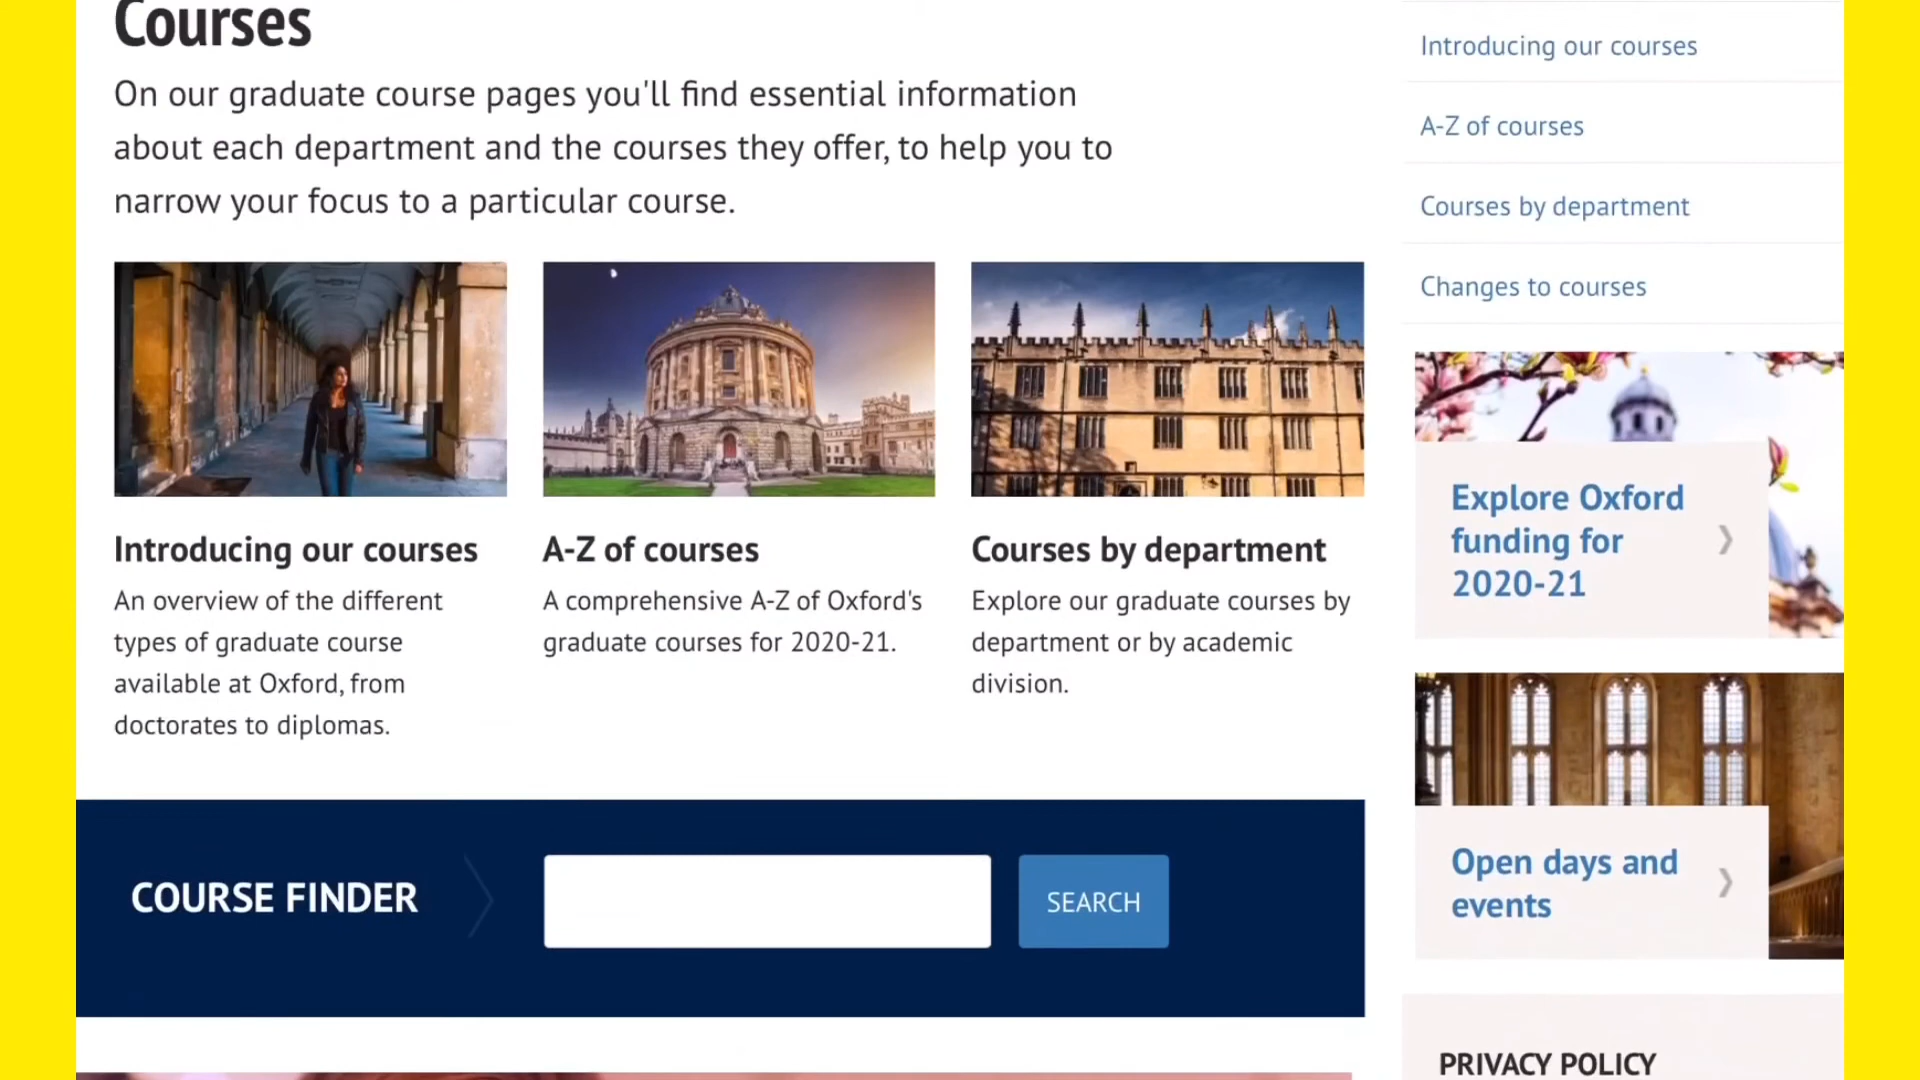 Courses
On our graduate course pages you'll find essential information
about each department and the courses they offer, to help you to
narrow your focus to a particular course.
Introducing our courses
An overview of the different
types of graduate course
available at Oxford, from
doctorates to diplomas.
A-Z of courses
A comprehensive A-Z of Oxford's
graduate courses for 2020-21.
Courses by department
Explore our graduate courses by
department or by academic
division.
COURSE FINDER
SEARCH
Introducing our courses
A-Z of courses
Courses by department
Changes to courses
Explore Oxford
funding for
2020-21
Open days and
events
PRIVACY POLICY